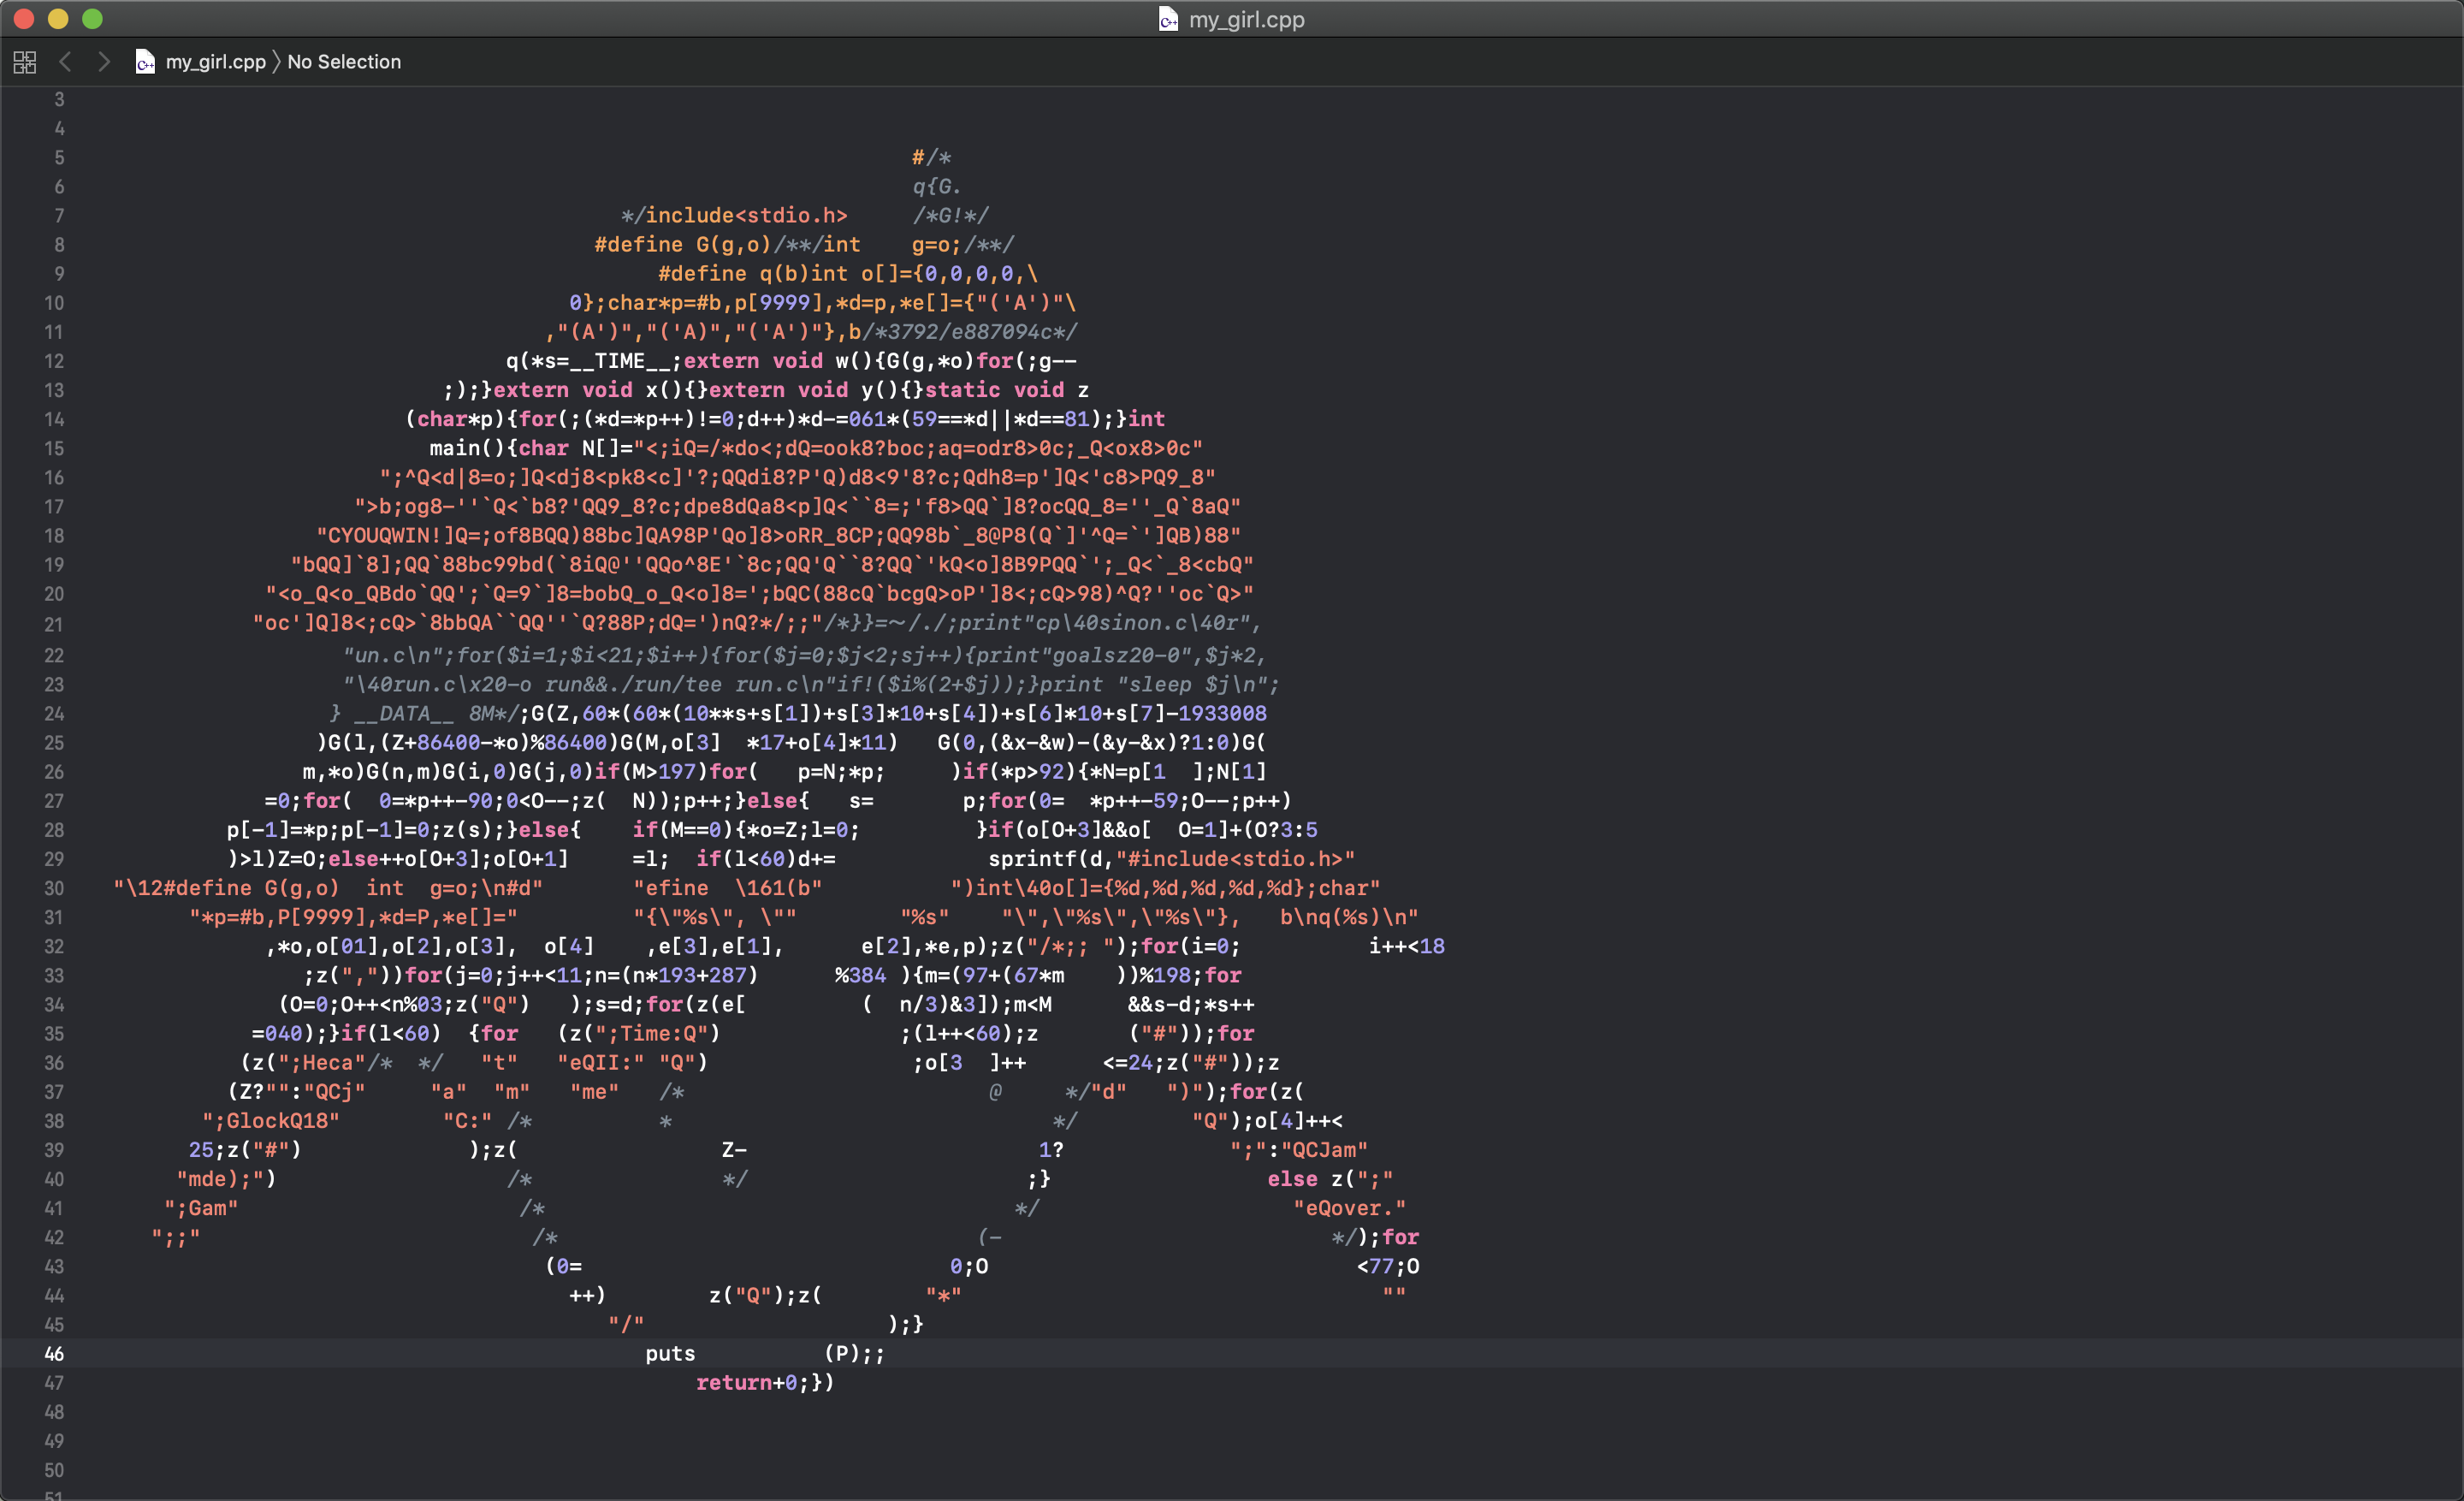 my_girl.cpp
my_girl.cpp 〉No Selection
3
4
5 #/*
6 q{G.
7 */include<stdio.h> /*G!*/
8 #define G(g,o)/**/int g=o;/**/
9 #define q(b)int o[]={0,0,0,0,\
10 0};char*p=#b,p[9999],*d=p,*e[]={"('A')"\
11 ,"(A')","('A)","('A')"},b/*3792/e887094c*/
12 q(*s=__TIME__;extern void w(){G(g,*o)for(;g--
13 ;);}extern void x(){}extern void y(){}static void z
14 (char*p){for(;(*d=*p++)!=0;d++)*d-=061*(59==*d||*d==81);}int
15 main(){char N[]="<;iQ=/*do<;dQ=ook8?boc;aq=odr8>0c;_Q<ox8>0c"
16 ";^Q<d|8=o;]Q<dj8<pk8<c]'?;QQdi8?P'Q)d8<9'8?c;Qdh8=p']Q<'c8>PQ9_8"
17 ">b;og8-''`Q<`b8?'QQ9_8?c;dpe8dQa8<p]Q<``8=;'f8>QQ`]8?ocQQ_8=''_Q`8aQ"
18 "CYOUQWIN!]Q=;of8BQQ)88bc]QA98P'Qo]8>oRR_8CP;QQ98b`_8@P8(Q`]'^Q=`']QB)88"
19 "bQQ]`8];QQ`88bc99bd(`8iQ@''QQo^8E'`8c;QQ'Q``8?QQ`'kQ<o]8B9PQQ`';_Q<`_8<cbQ"
20 "<o_Q<o_QBdo`QQ';`Q=9`]8=bobQ_o_Q<o]8=';bQC(88cQ`bcgQ>oP']8<;cQ>98)^Q?''oc`Q>"
21 "oc']Q]8<;cQ>`8bbQA``QQ''`Q?88P;dQ=')nQ?*/;;"/*}}=~/./;print"cp\40sinon.c\40r",
22 "un.c\n";for($i=1;$i<21;$i++){for($j=0;$j<2;sj++){print"goalsz20-0",$j*2,
23 "\40run.c\x20-o run&&./run/tee run.c\n"if!($i%(2+$j));}print "sleep $j\n";
24 } __DATA__ 8M*/;G(Z,60*(60*(10**s+s[1])+s[3]*10+s[4])+s[6]*10+s[7]-1933008
25 )G(l,(Z+86400-*o)%86400)G(M,o[3] *17+o[4]*11) G(0,(&x-&w)-(&y-&x)?1:0)G(
26 m,*o)G(n,m)G(i,0)G(j,0)if(M>197)for( p=N;*p; )if(*p>92){*N=p[1 ];N[1]
27 =0;for( 0=*p++-90;0<O--;z( N));p++;}else{ s= p;for(0= *p++-59;O--;p++)
28 p[-1]=*p;p[-1]=0;z(s);}else{ if(M==0){*o=Z;l=0; }if(o[O+3]&&o[ O=1]+(O?3:5
29 )>l)Z=O;else++o[O+3];o[O+1] =l; if(l<60)d+= sprintf(d,"#include<stdio.h>"
30 "\12#define G(g,o) int g=o;\n#d" "efine \161(b" ")int\40o[]={%d,%d,%d,%d,%d};char"
31 "*p=#b,P[9999],*d=P,*e[]=" "{\"%s\", \"" "%s" "\",\"%s\",\"%s\"}, b\nq(%s)\n"
32 ,*o,o[01],o[2],o[3], o[4] ,e[3],e[1], e[2],*e,p);z("/*;; ");for(i=0; i++<18
33 ;z(","))for(j=0;j++<11;n=(n*193+287) %384 ){m=(97+(67*m ))%198;for
34 (O=0;O++<n%03;z("Q") );s=d;for(z(e[ ( n/3)&3]);m<M &&s-d;*s++
35 =040);}if(l<60) {for (z(";Time:Q") ;(l++<60);z ("#"));for
36 (z(";Heca"/* */ "t" "eQII:" "Q") ;o[3 ]++ <=24;z("#"));z
37 (Z?"":"QCj" "a" "m" "me" /* @ */"d" ")");for(z(
38 ";GlockQ18" "C:" /* * */ "Q");o[4]++<
39 25;z("#") );z( Z- 1? ";":"QCJam"
40 "mde);") /* */ ;} else z(";"
41 ";Gam" /* */ "eQover."
42 ";;" /* (- */);for
43 (0= 0;O <77;O
44 ++) z("Q");z( "*" ""
45 "/" );}
46 puts (P);;
47 return+0;})
48
49
50
51